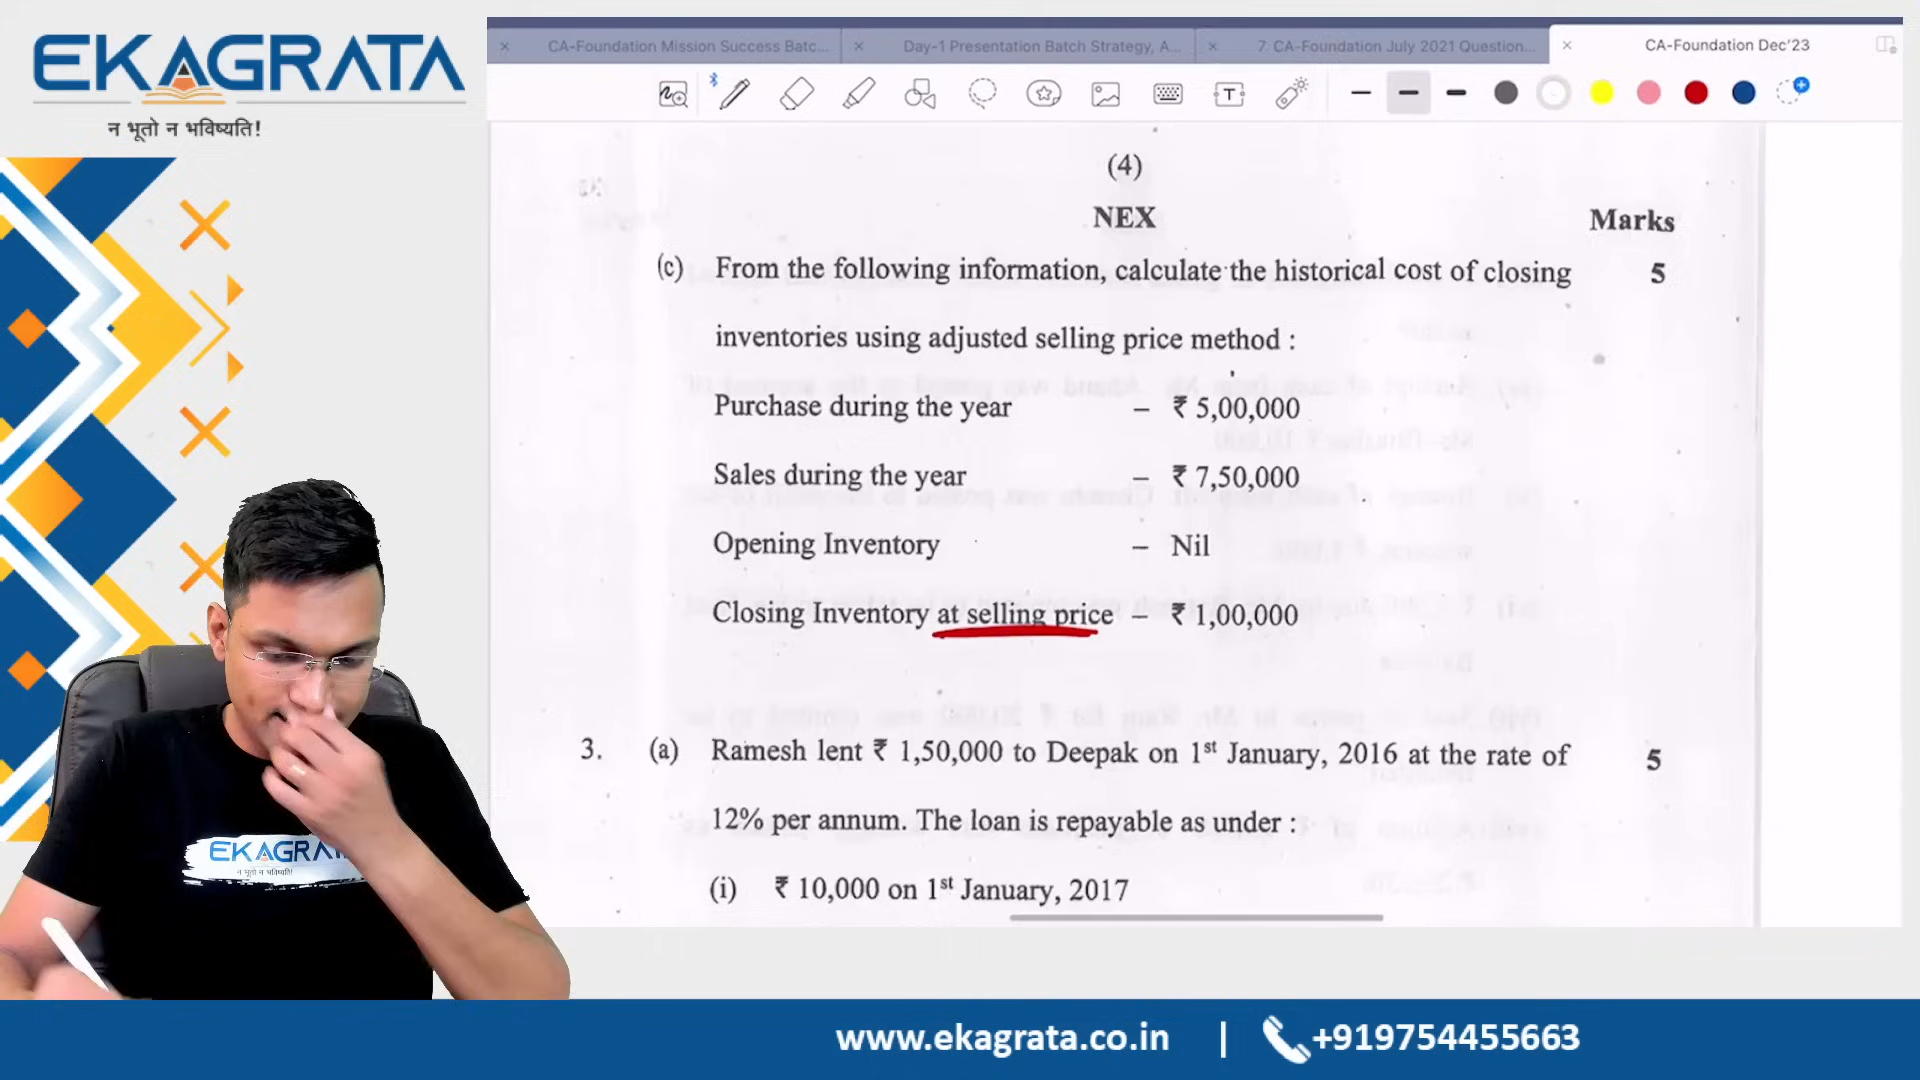 EKAGRATA
न भूतो न भविष्यति!
CA-Foundation Mission Success Batc...
Day-1 Presentation Batch Strategy, A...
7. CA-Foundation July 2021 Question...
CA-Foundation Dec'23
T
(4)
NEX
Marks
(c) From the following information, calculate the historical cost of closing 5
inventories using adjusted selling price method :
Purchase during the year – ₹ 5,00,000
Sales during the year – ₹ 7,50,000
Opening Inventory – Nil
Closing Inventory at selling price – ₹ 1,00,000
3. (a) Ramesh lent ₹ 1,50,000 to Deepak on 1st January, 2016 at the rate of 5
12% per annum. The loan is repayable as under :
(i) ₹ 10,000 on 1st January, 2017
EKAGRA
न भूतो न भविष्यति!
www.ekagrata.co.in | +919754455663